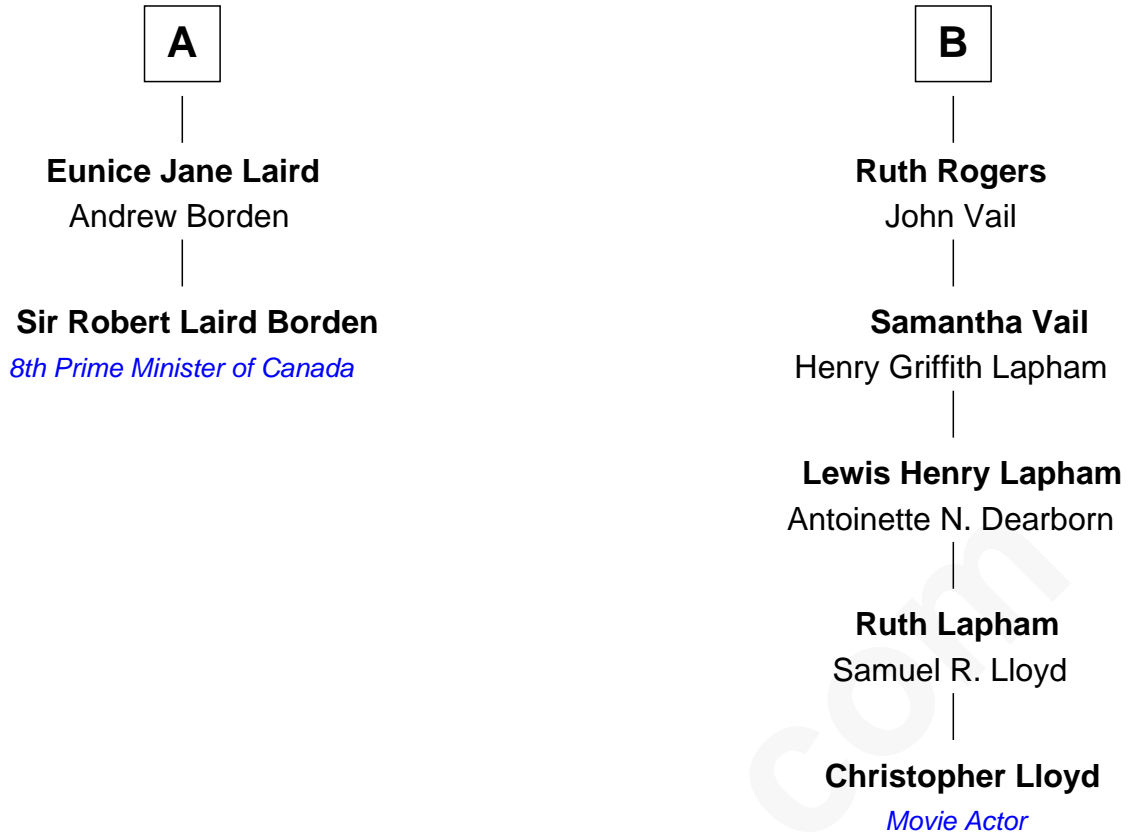 A
Eunice Jane Laird
Andrew Borden
Sir Robert Laird Borden
8th Prime Minister of Canada
B
Ruth Rogers
John Vail
Samantha Vail
Henry Griffith Lapham
Lewis Henry Lapham
Antoinette N. Dearborn
Ruth Lapham
Samuel R. Lloyd
Christopher Lloyd
Movie Actor
com